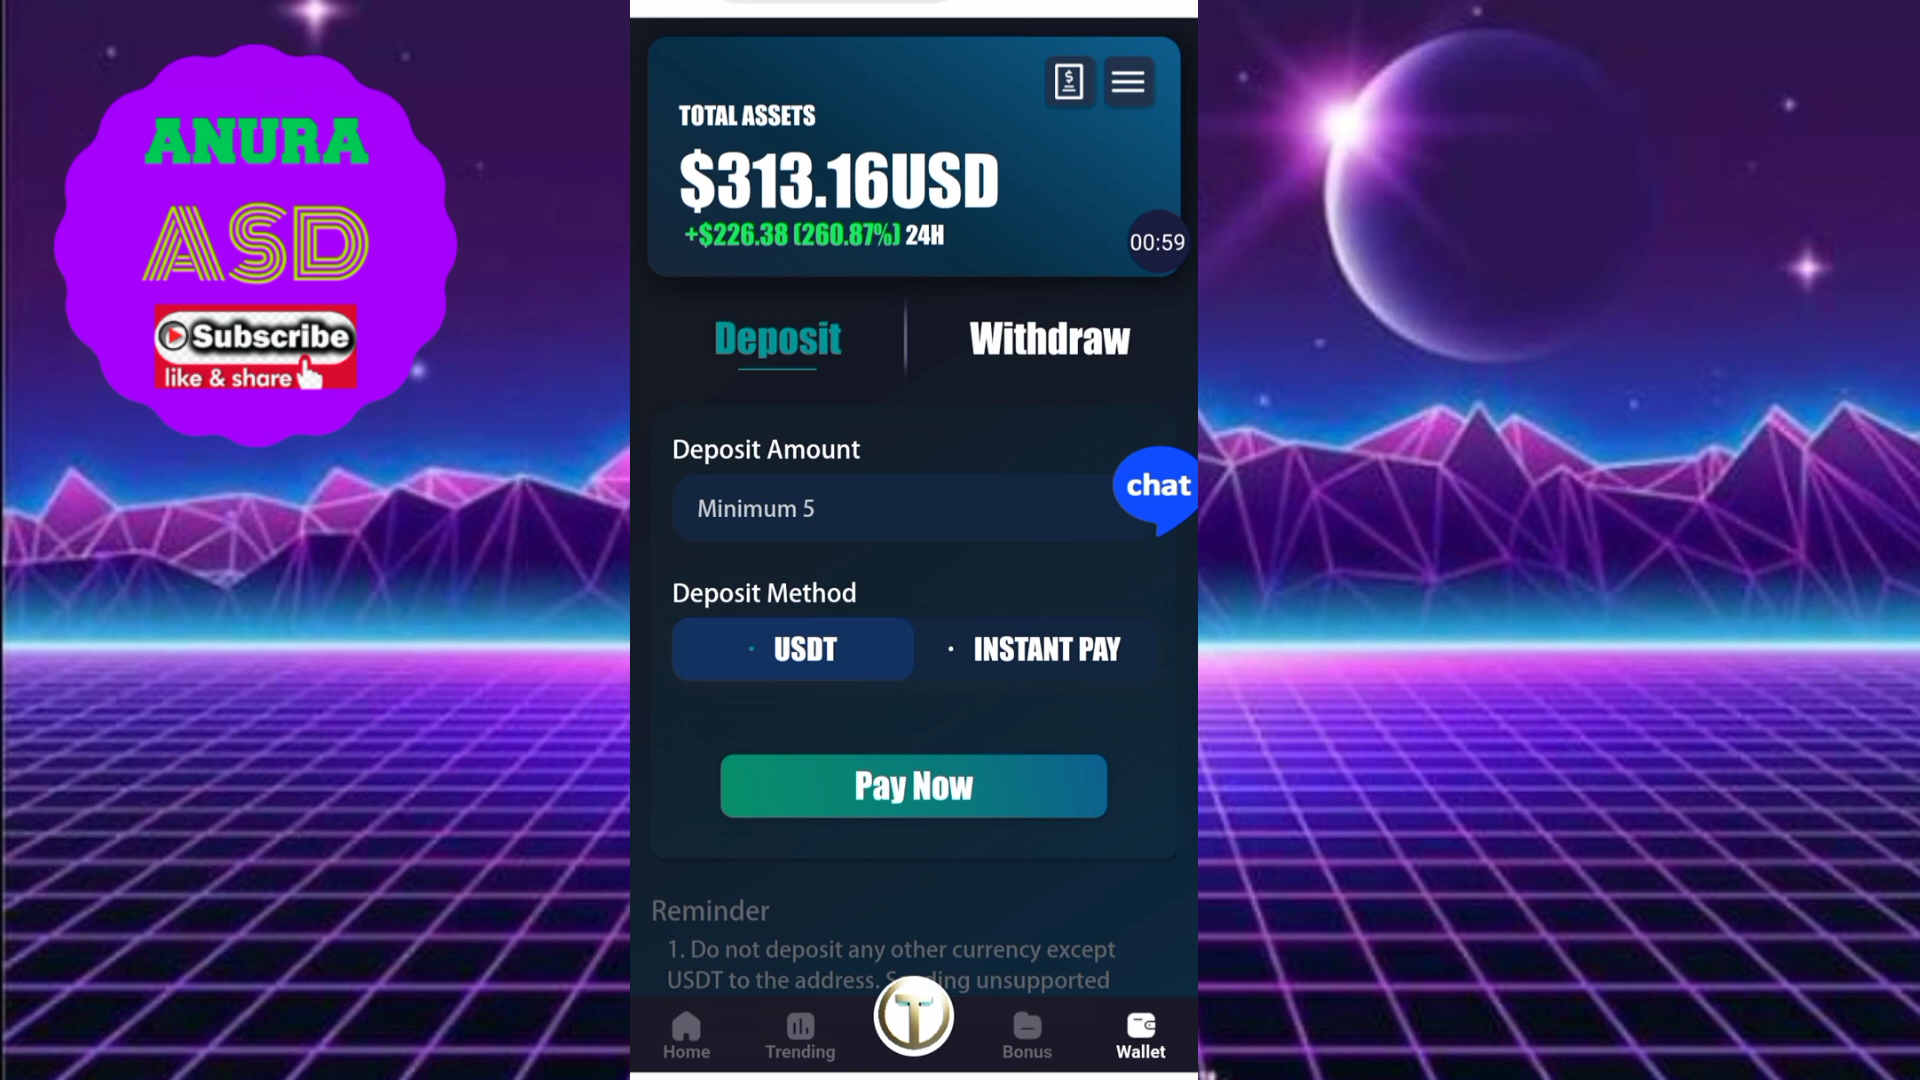 ANURA
ASD
Subscribe
like & share
TOTAL ASSETS
$313.16USD
+$226.38 (260.87%) 24H
00:59
Deposit
Withdraw
Deposit Amount
Minimum 5
chat
Deposit Method
· USDT
· INSTANT PAY
Pay Now
Reminder
1. Do not deposit any other currency except
USDT to the address. Sending unsupported
T
Home
Trending
Bonus
Wallet